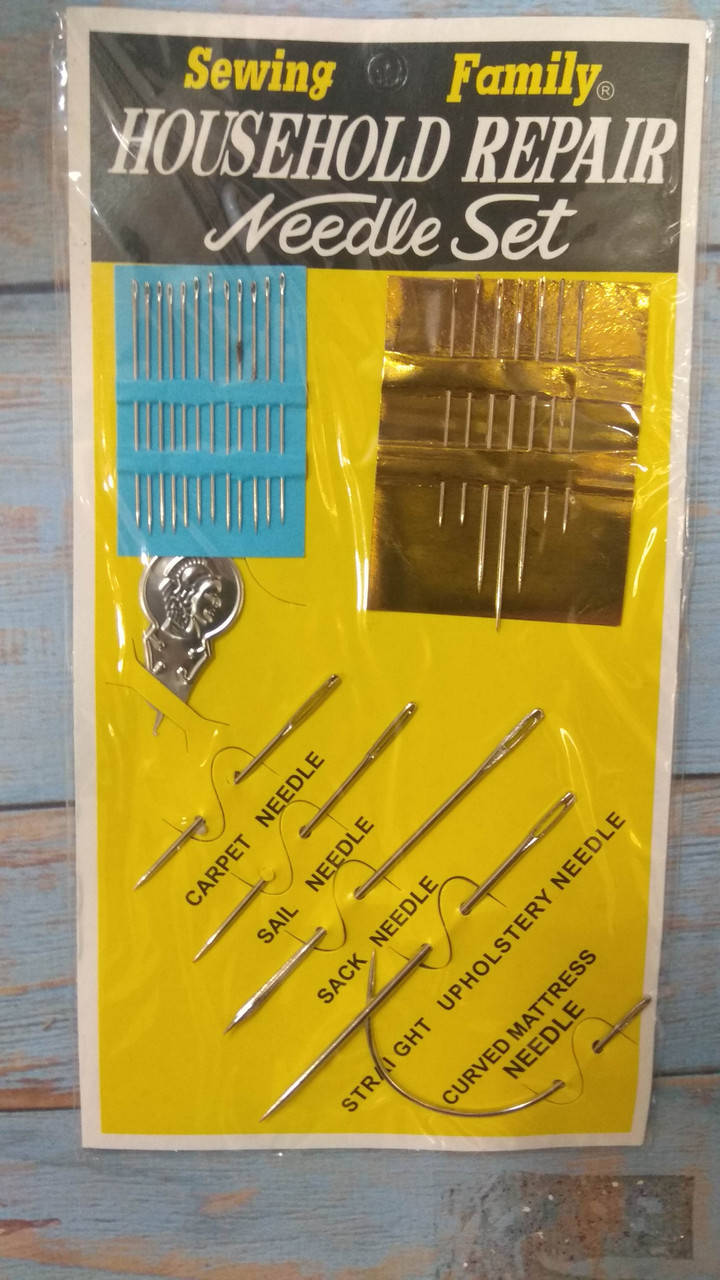 Sewing Family®
HOUSEHOLD REPAIR
Needle Set
CARPET NEEDLE
SAIL NEEDLE
SACK NEEDLE
STRAIGHT UPHOLSTERY NEEDLE
CURVED MATTRESS
NEEDLE